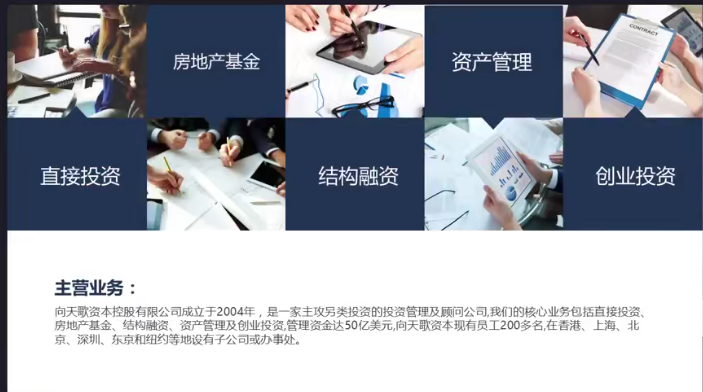 房地产基金
资产管理
CONTRACT
直接投资
结构融资
创业投资
主营业务：
向天歌资本控股有限公司成立于2004年，是一家主攻另类投资的投资管理及顾问公司,我们的核心业务包括直接投资、
房地产基金、结构融资、资产管理及创业投资,管理资金达50亿美元,向天歌资本现有员工200多名,在香港、上海、北
京、深圳、东京和纽约等地设有子公司或办事处。